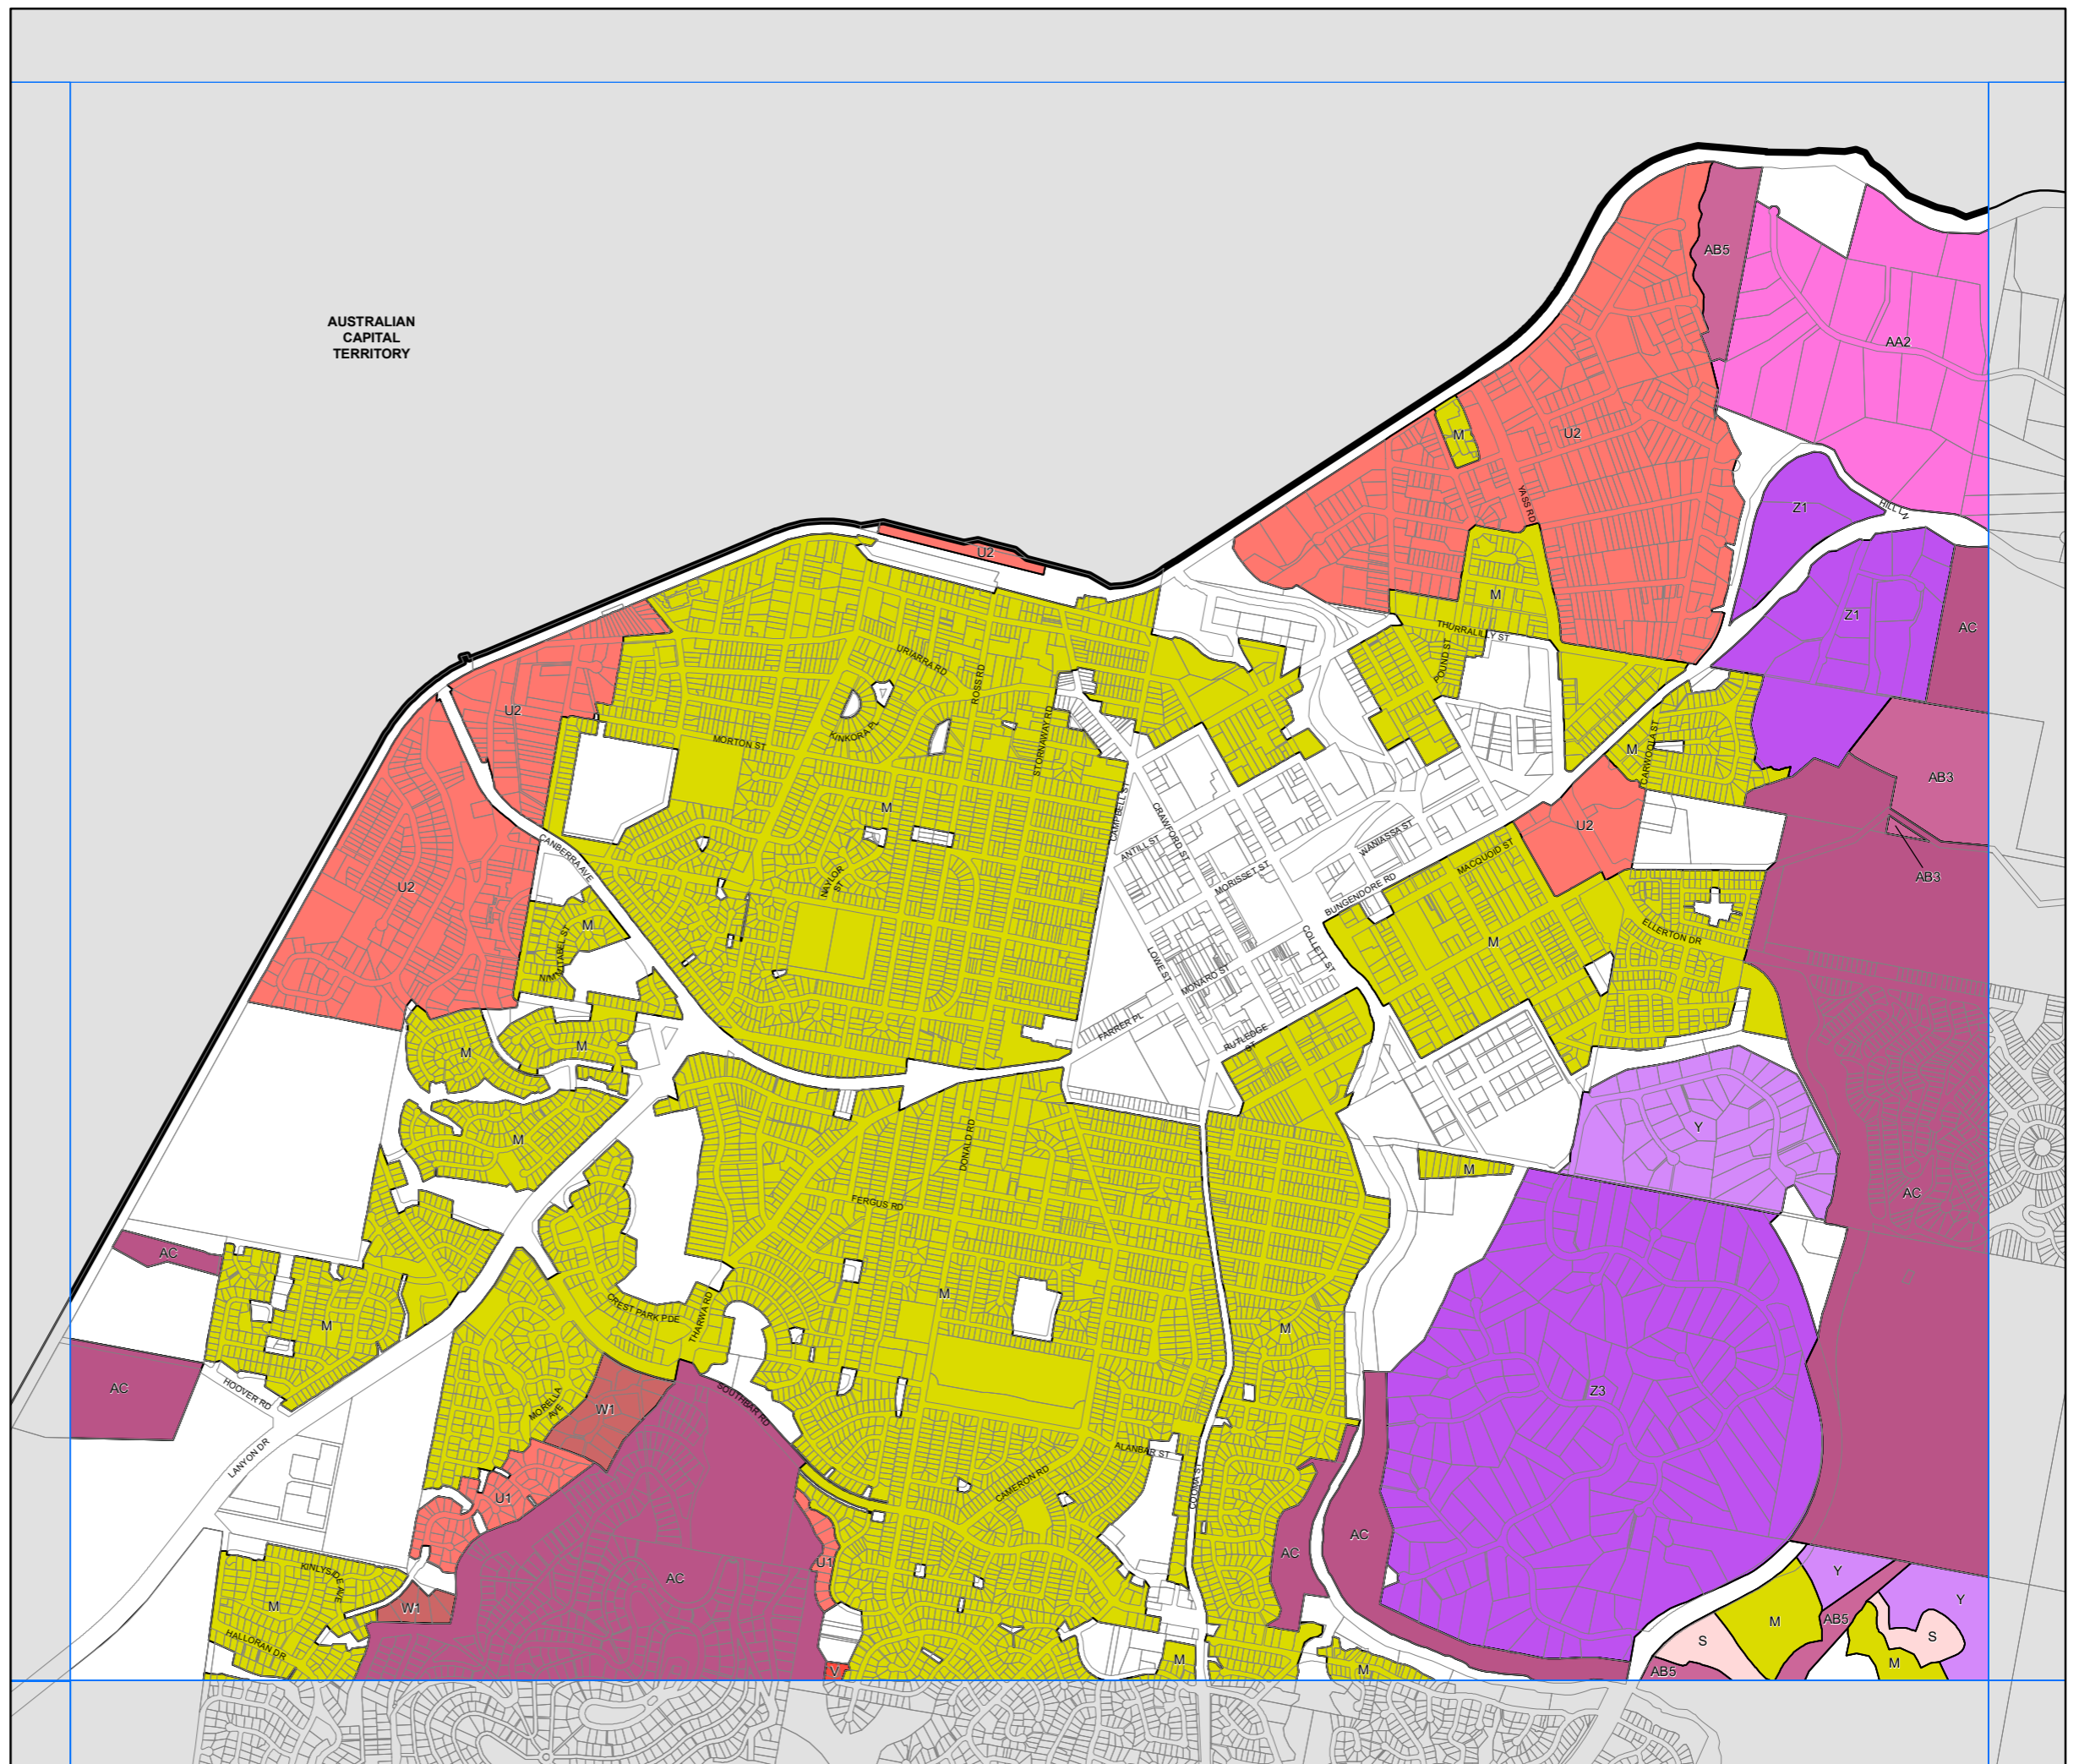 AB5
AUSTRALIAN
CAPITAL
TERRITORY
AA2
M
U2
YASS RD
Z1
HILL LN
U2
M
Z1
AC
THURRALILLY ST
POUND ST
URIARRA RD
ROSS RD
U2
KINKORA PL
STORNAWAY RD
MORTON ST
M
CARWOOLA ST
AB3
M
CAMPBELL ST
CRAWFORD ST
U2
ANTILL ST
WANIASSA ST
CANBERRA AVE
MACQUOID ST
AB3
MORISSET ST
BUNGENDORE RD
U2
NAYLOR
ST
M
ELLERTON DR
M
COLLETT ST
LOWE ST
MONARO ST
FARRER PL
RUTLEDGE
ST
M
M
Y
M
DONALD RD
M
AC
FERGUS RD
AC
M
CREST PARK PDE
THARWA RD
M
M
AC
HOOVER RD
SOUTHBAR RD
Z3
MORELLA
AVE
W1
LANYON DR
ALANBAR ST
CAMERON RD
COOMA ST
U1
AC
U1
AC
AC
Y
Y
KINLYSIDE AVE
M
W1
M
AB5
S
S
HALLORAN DR
M
M
V
M
AB5